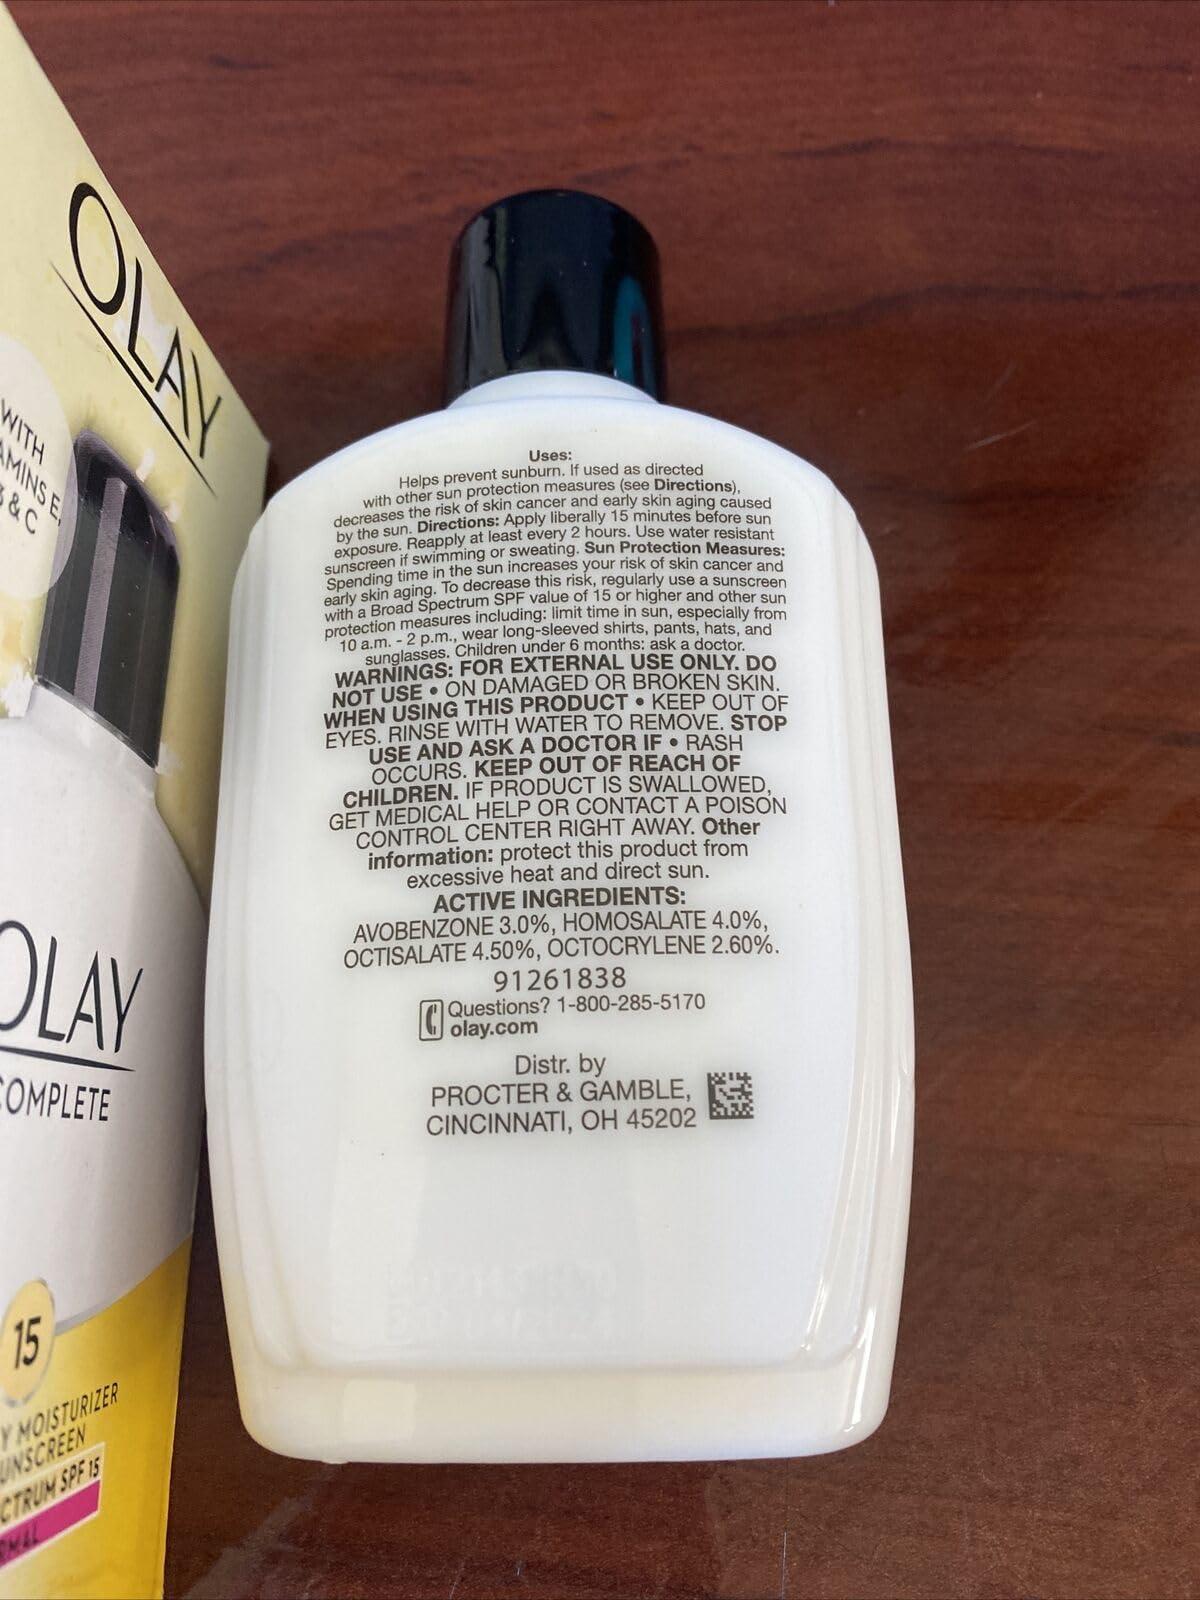 OLAY
WITH
E,
& C
OLAY
COMPLETE
15
MOISTURIZER
SPF 15
Uses:
Helps prevent sunburn. If used as directed
with other sun protection measures (see Directions),
decreases the risk of skin cancer and early skin aging caused
by the sun. Directions: Apply liberally 15 minutes before sun
exposure. Reapply at least every 2 hours. Use water resistant
sunscreen if swimming or sweating. Sun Protection Measures:
Spending time in the sun increases your risk of skin cancer and
early skin aging. To decrease this risk, regularly use a sunscreen
with a Broad Spectrum SPF value of 15 or higher and other sun
protection measures including: limit time in sun, especially from
10 a.m. - 2 p.m., wear long-sleeved shirts, pants, hats, and
sunglasses. Children under 6 months: ask a doctor.
WARNINGS: FOR EXTERNAL USE ONLY. DO
NOT USE • ON DAMAGED OR BROKEN SKIN.
WHEN USING THIS PRODUCT • KEEP OUT OF
EYES. RINSE WITH WATER TO REMOVE. STOP
USE AND ASK A DOCTOR IF • RASH
OCCURS. KEEP OUT OF REACH OF
CHILDREN. IF PRODUCT IS SWALLOWED,
GET MEDICAL HELP OR CONTACT A POISON
CONTROL CENTER RIGHT AWAY. Other
information: protect this product from
excessive heat and direct sun.
ACTIVE INGREDIENTS:
AVOBENZONE 3.0%, HOMOSALATE 4.0%,
OCTISALATE 4.50%, OCTOCRYLENE 2.60%.
91261838
Questions? 1-800-285-5170
olay.com
Distr. by
PROCTER & GAMBLE,
CINCINNATI, OH 45202